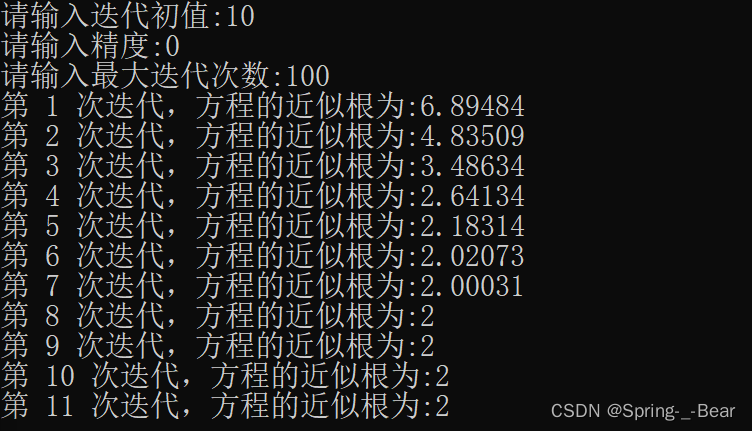 请输入迭代初值:10
请输入精度:0
请输入最大迭代次数:100
第 1 次迭代，方程的近似根为:6.89484
第 2 次迭代，方程的近似根为:4.83509
第 3 次迭代，方程的近似根为:3.48634
第 4 次迭代，方程的近似根为:2.64134
第 5 次迭代，方程的近似根为:2.18314
第 6 次迭代，方程的近似根为:2.02073
第 7 次迭代，方程的近似根为:2.00031
第 8 次迭代，方程的近似根为:2
第 9 次迭代，方程的近似根为:2
第 10 次迭代，方程的近似根为:2
第 11 次迭代，方程的近似根为:2
CSDN @Spring-_-Bear